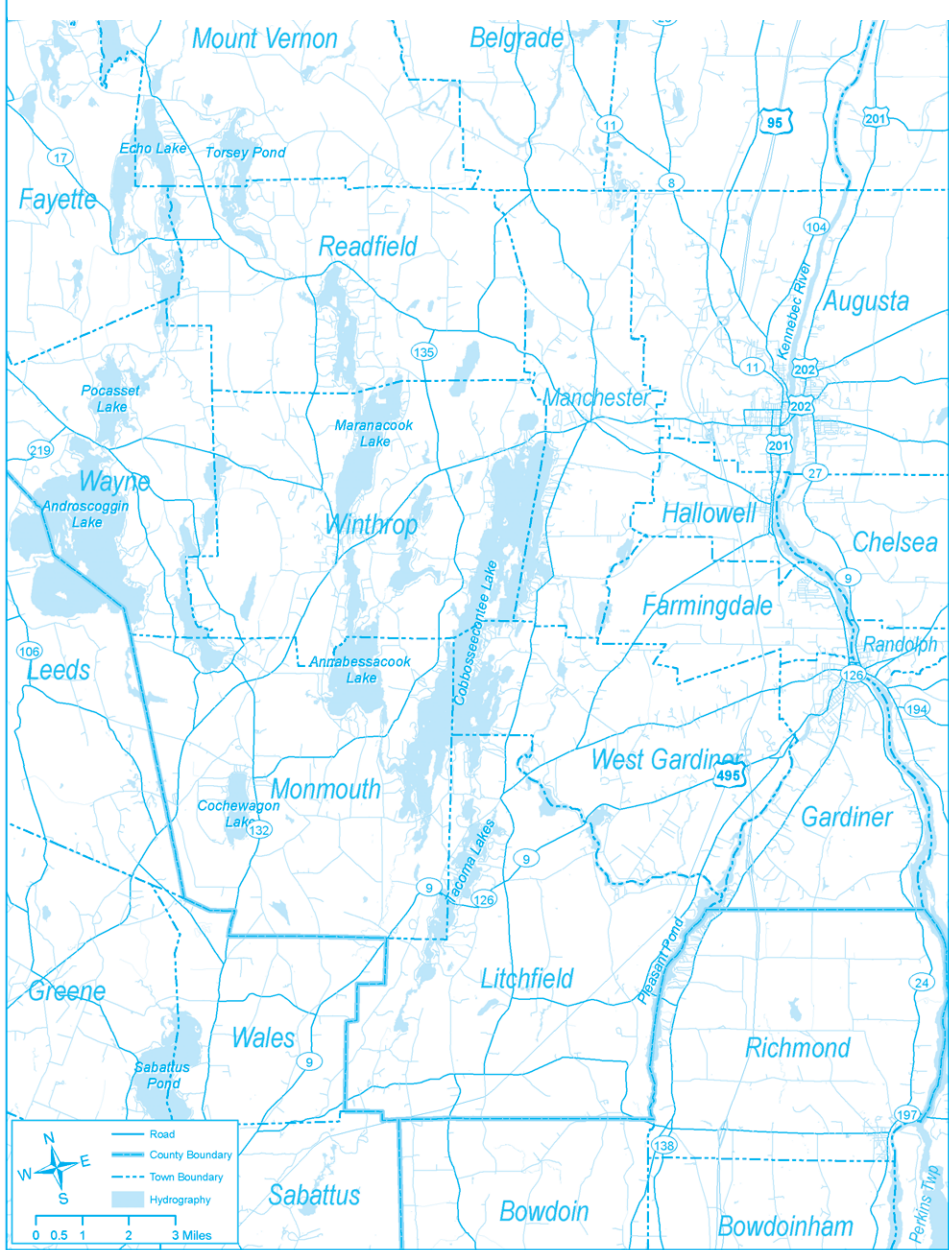 Mount Vernon
Belgrade
95
201
11
Echo Lake
Torsey Pond
17
8
Fayette
104
Readfield
Kennebec River
Augusta
135
11
202
Pocasset
Lake
Manchester
202
Maranacook
Lake
219
201
27
Wayne
Androscoggin
Lake
Winthrop
Hallowell
Chelsea
9
Cobbosseecontee Lake
Farmingdale
Randolph
106
Leeds
Annabessacook
Lake
126
194
West Gardiner
495
Monmouth
Cochewagon
Lake
132
Gardiner
Tacoma Lakes
9
9
126
Pleasant Pond
Litchfield
24
Greene
Wales
9
Richmond
Sabattus
Pond
197
138
Sabattus
Bowdoin
Bowdoinham
Perkins Twp
N
W E
S
Road
County Boundary
Town Boundary
Hydrography
0 0.5 1 2 3 Miles